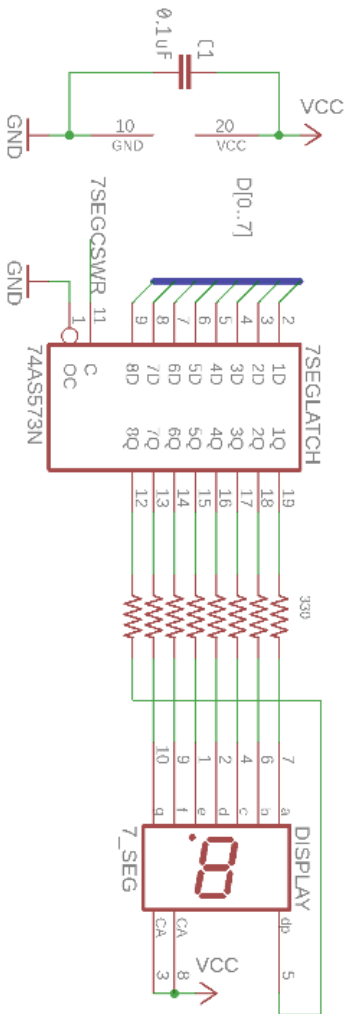 C1
0.1uF
VCC
20
VCC
10
GND
GND
D[0..7]
7SEGCSWR
GND
2
3
4
5
6
7
8
9
11
1
7SEGLATCH
1D 1Q
2D 2Q
3D 3Q
4D 4Q
5D 5Q
6D 6Q
7D 7Q
8D 8Q
C
OC
74AS573N
19
18
17
16
15
14
13
12
330
7
6
4
2
1
9
10
a
b
c
d
e
f
g
DISPLAY
7_SEG
dp
5
CA
8
CA
3
VCC